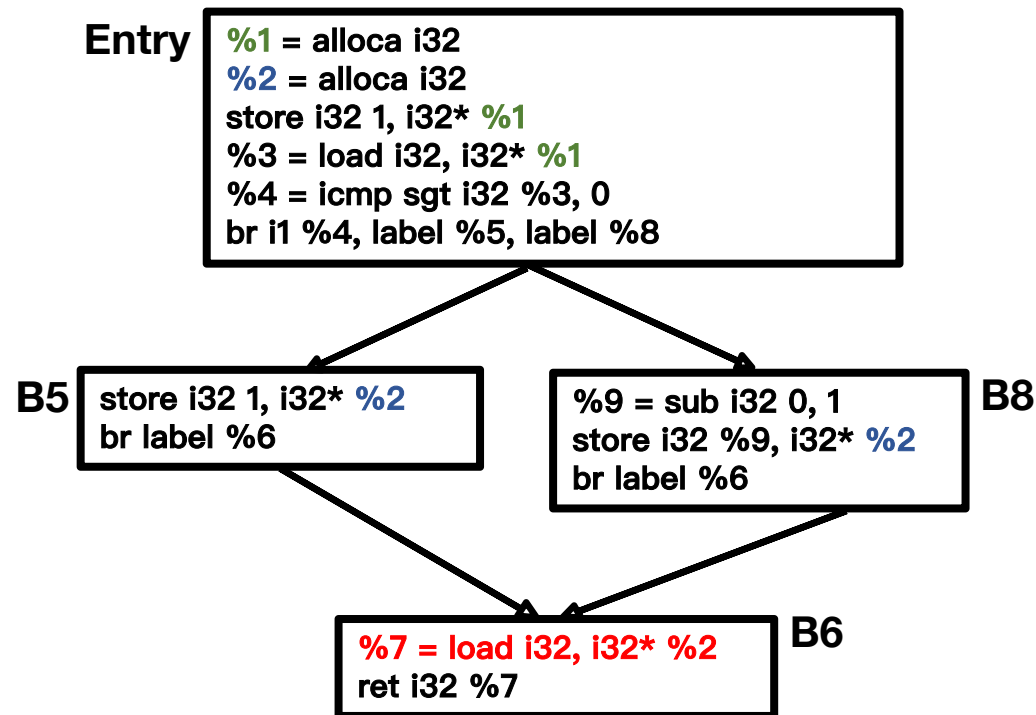 Entry
%1 = alloca i32
%2 = alloca i32
store i32 1, i32* %1
%3 = load i32, i32* %1
%4 = icmp sgt i32 %3, 0
br i1 %4, label %5, label %8
B5
store i32 1, i32* %2
br label %6
B8
%9 = sub i32 0, 1
store i32 %9, i32* %2
br label %6
B6
%7 = load i32, i32* %2
ret i32 %7